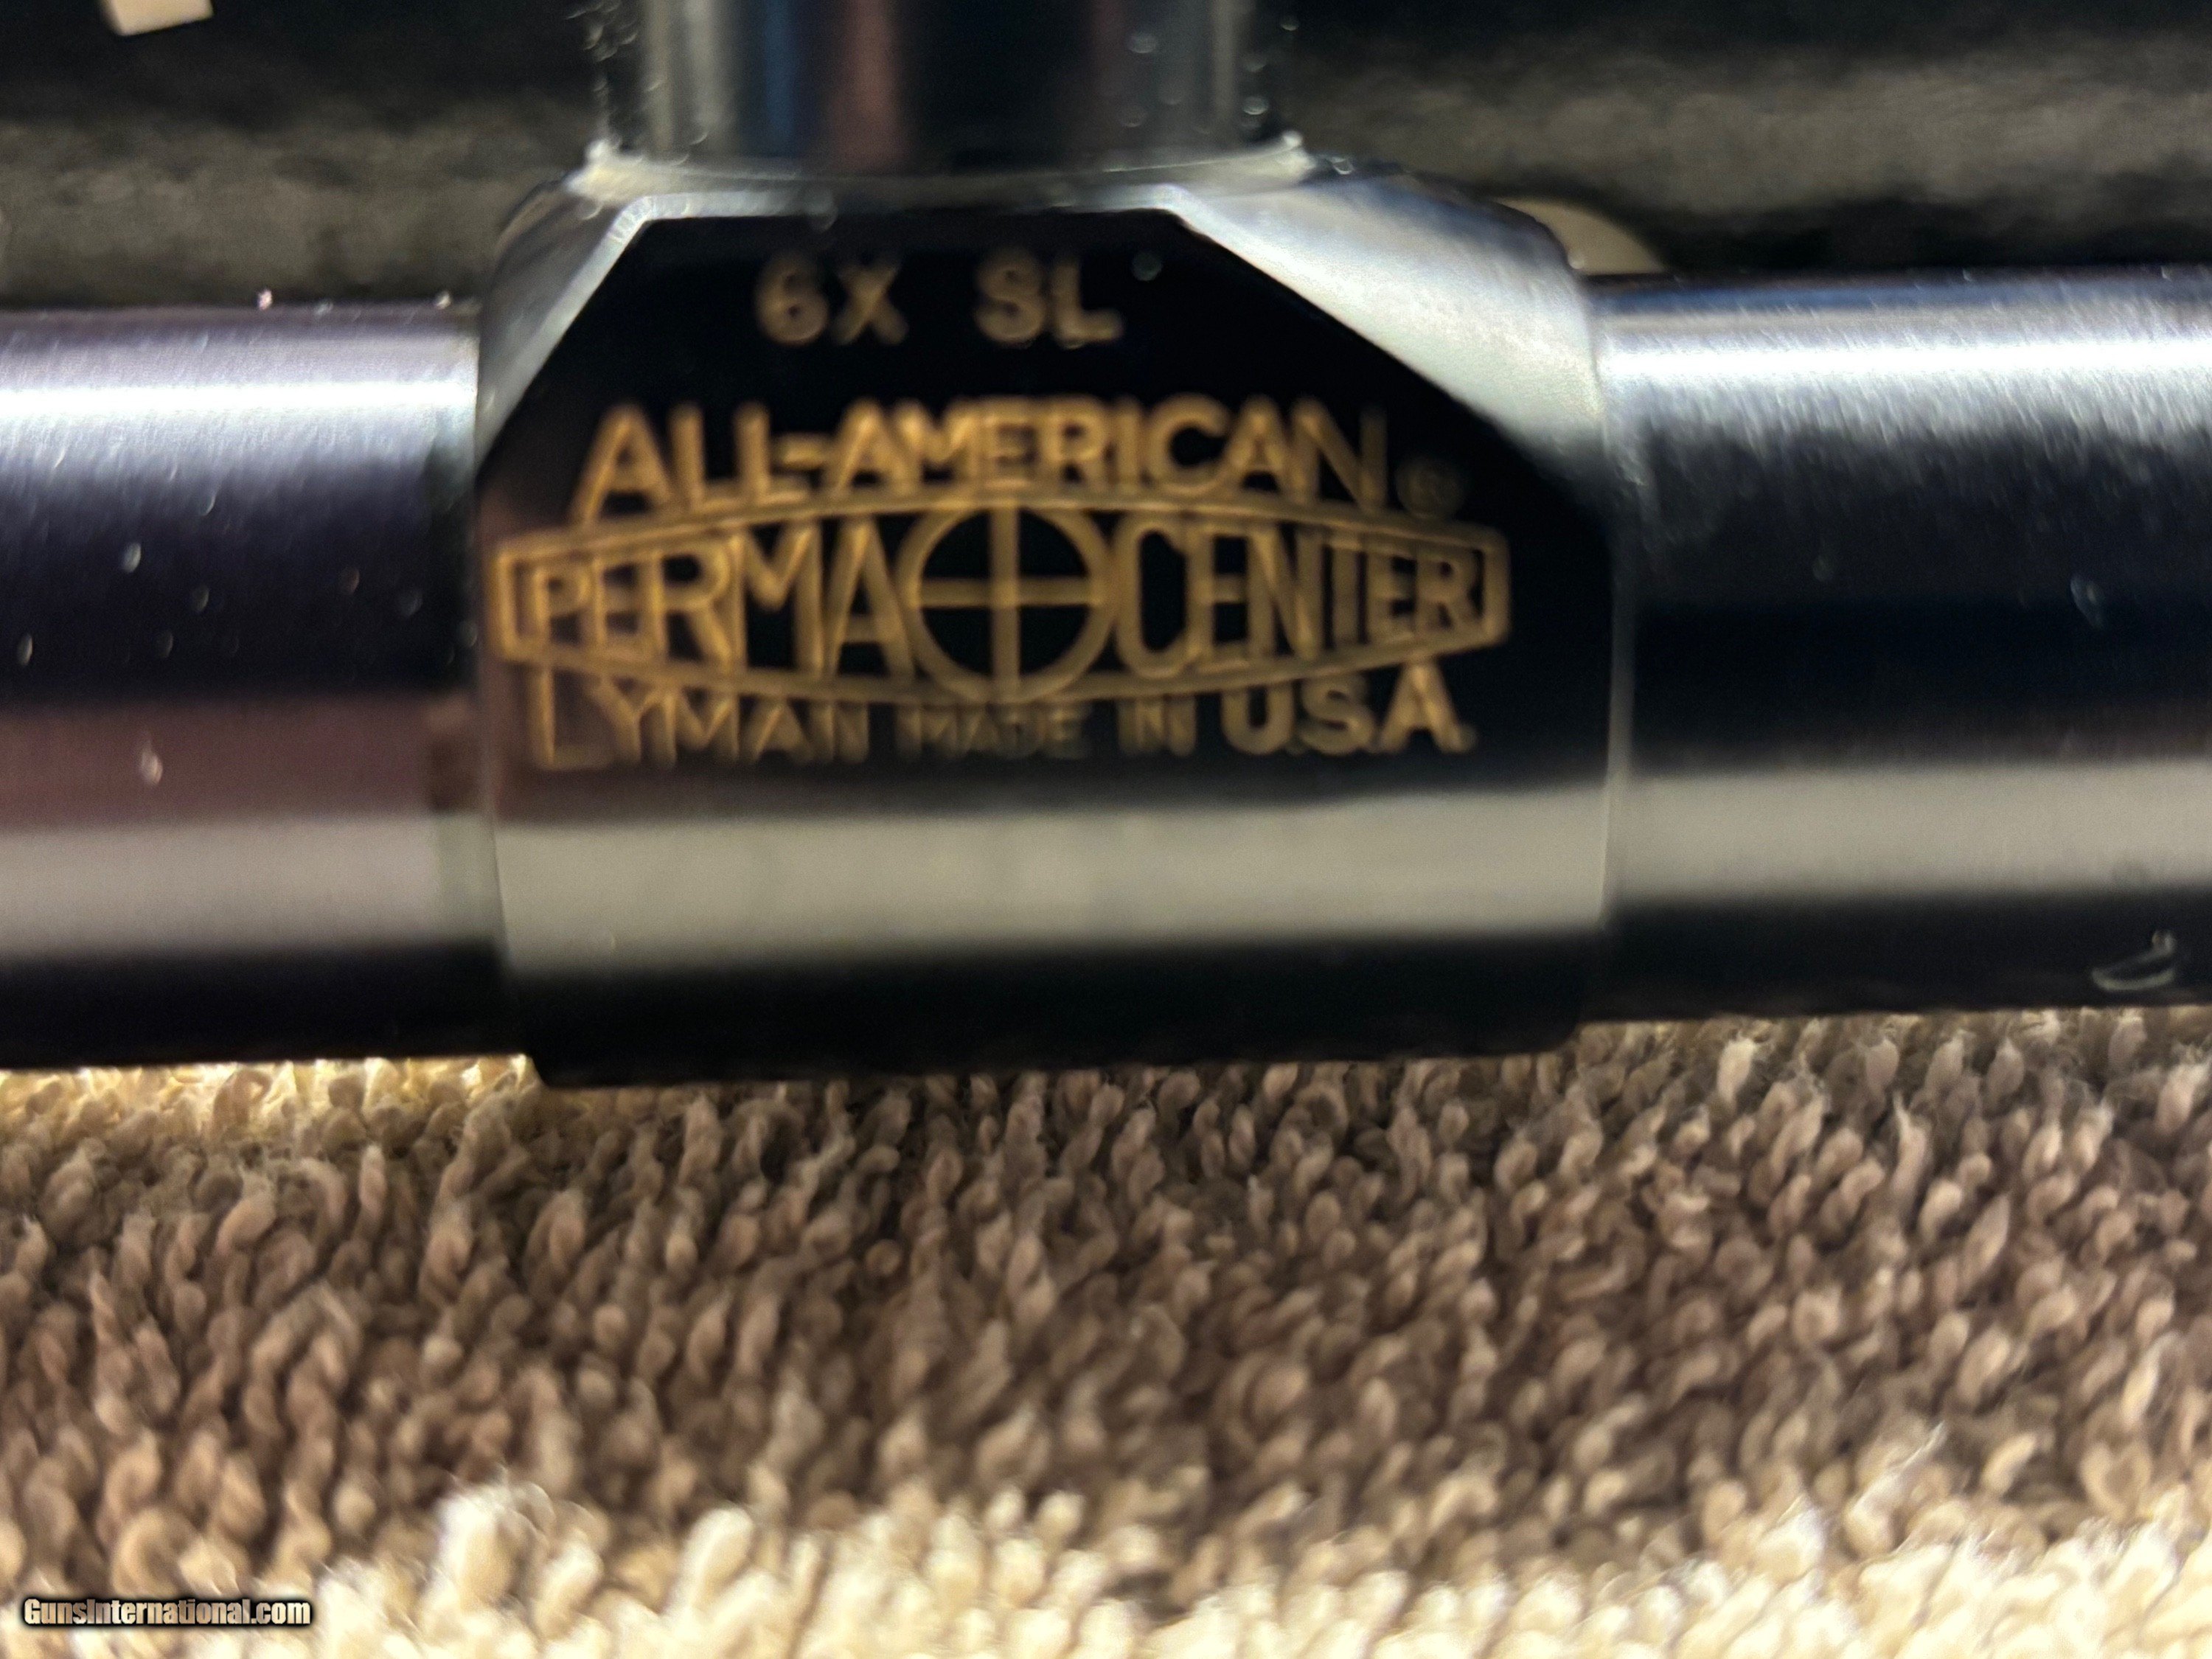 6X SL
ALL-AMERICAN ®
PERMA CENTER
LYMAN MADE IN U.S.A.
GunsInternational.com